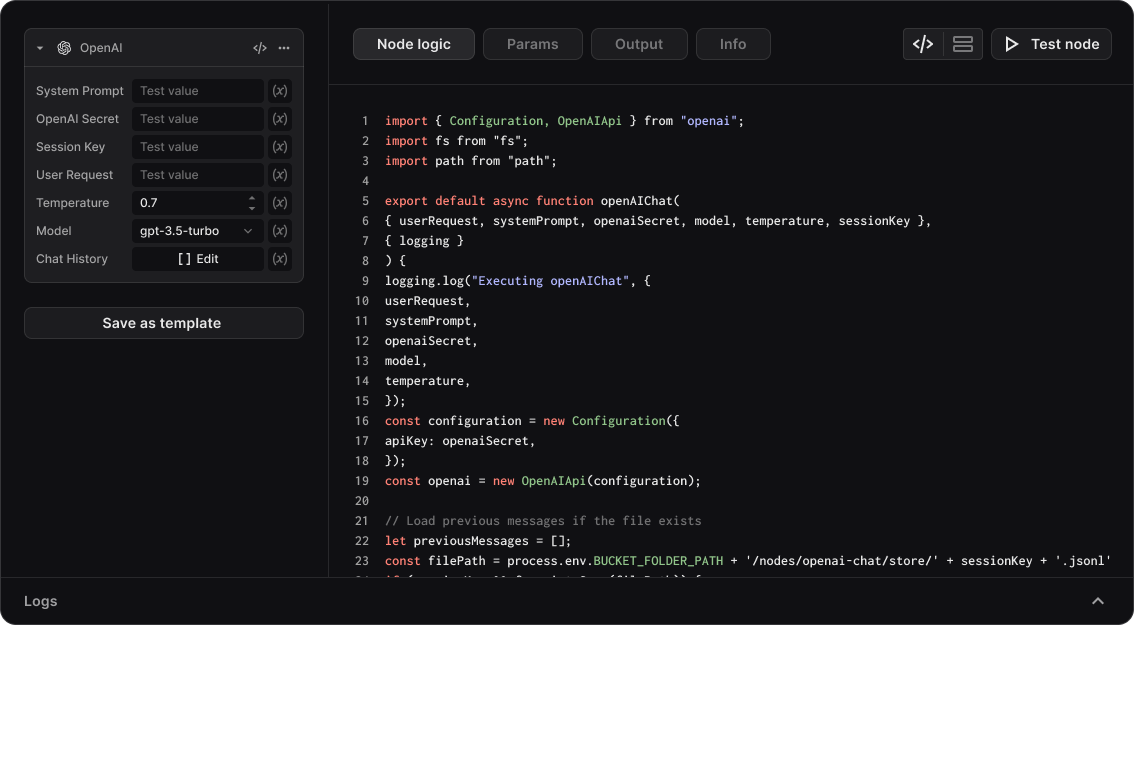 OpenAI
</>
System Prompt Test value (x)
OpenAI Secret Test value (x)
Session Key Test value (x)
User Request Test value (x)
Temperature 0.7 (x)
Model gpt-3.5-turbo (x)
Chat History [ ] Edit (x)
Save as template
Node logic Params Output Info </> Test node
1 import { Configuration, OpenAIApi } from "openai";
2 import fs from "fs";
3 import path from "path";
4
5 export default async function openAIChat(
6 { userRequest, systemPrompt, openaiSecret, model, temperature, sessionKey },
7 { logging }
8 ) {
9 logging.log("Executing openAIChat", {
10 userRequest,
11 systemPrompt,
12 openaiSecret,
13 model,
14 temperature,
15 });
16 const configuration = new Configuration({
17 apiKey: openaiSecret,
18 });
19 const openai = new OpenAIApi(configuration);
20
21 // Load previous messages if the file exists
22 let previousMessages = [];
23 const filePath = process.env.BUCKET_FOLDER_PATH + '/nodes/openai-chat/store/' + sessionKey + '.jsonl'
Logs